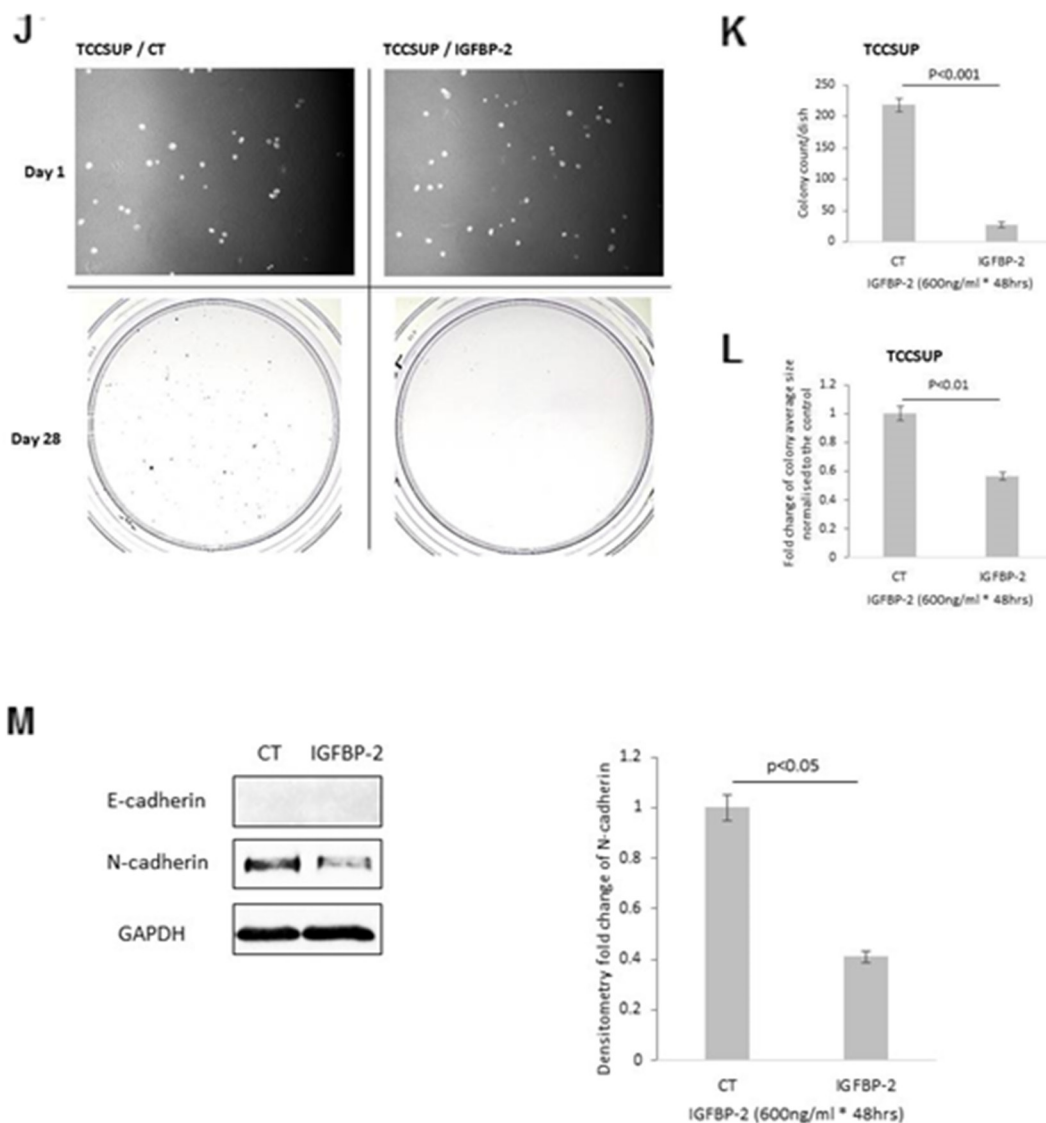 J
TCCSUP / CT
TCCSUP / IGFBP-2
Day 1
Day 28
K
TCCSUP
P<0.001
Colony count/dish
250
200
150
100
50
0
CT
IGFBP-2
IGFBP-2 (600ng/ml * 48hrs)
L
TCCSUP
P<0.01
Fold change of colony average size
normalised to the control
1.2
1
0.8
0.6
0.4
0.2
0
CT
IGFBP-2
IGFBP-2 (600ng/ml * 48hrs)
M
CT
IGFBP-2
E-cadherin
N-cadherin
GAPDH
p<0.05
Densitometry fold change of N-cadherin
1.2
1
0.8
0.6
0.4
0.2
0
CT
IGFBP-2
IGFBP-2 (600ng/ml * 48hrs)